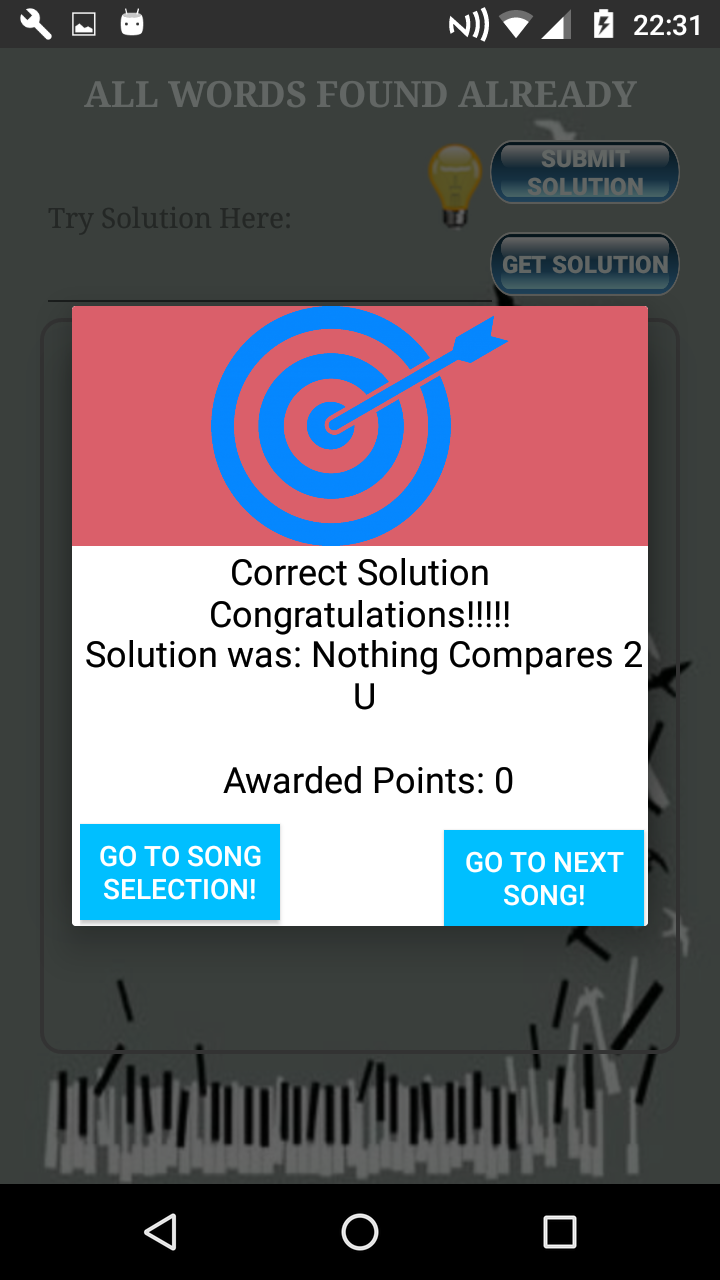 22:31
ALL WORDS FOUND ALREADY
SUBMIT
SOLUTION
Try Solution Here:
GET SOLUTION
Correct Solution
Congratulations!!!!!
Solution was: Nothing Compares 2
U
Awarded Points: 0
GO TO SONG
SELECTION!
GO TO NEXT
SONG!